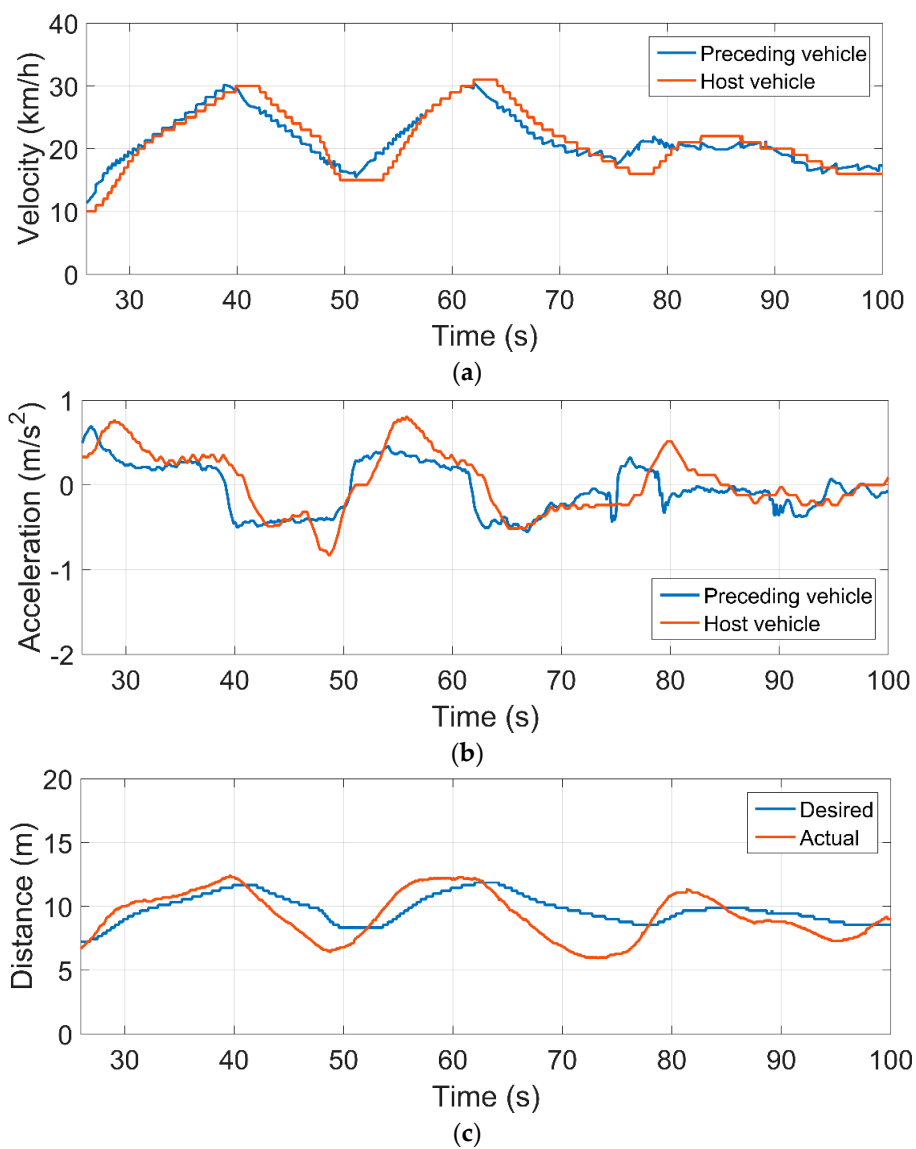 40
30
20
10
0
Velocity (km/h)
Preceding vehicle
Host vehicle
30 40 50 60 70 80 90 100
Time (s)
(a)
1
0
-1
-2
Acceleration (m/s²)
Preceding vehicle
Host vehicle
30 40 50 60 70 80 90 100
Time (s)
(b)
20
15
10
5
0
Distance (m)
Desired
Actual
30 40 50 60 70 80 90 100
Time (s)
(c)